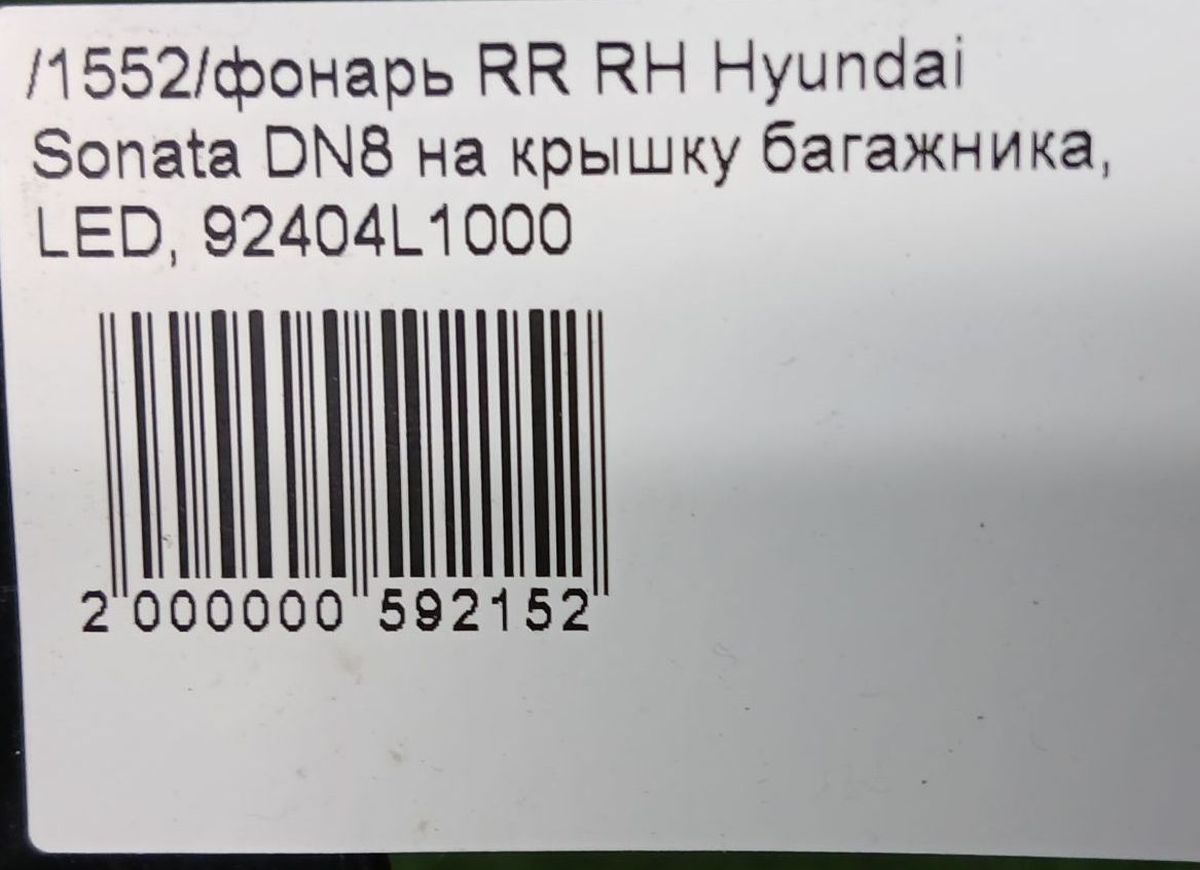 /1552/фонарь RR RH Hyundai
Sonata DN8 на крышку багажника,
LED, 92404L1000
2 000000 592152